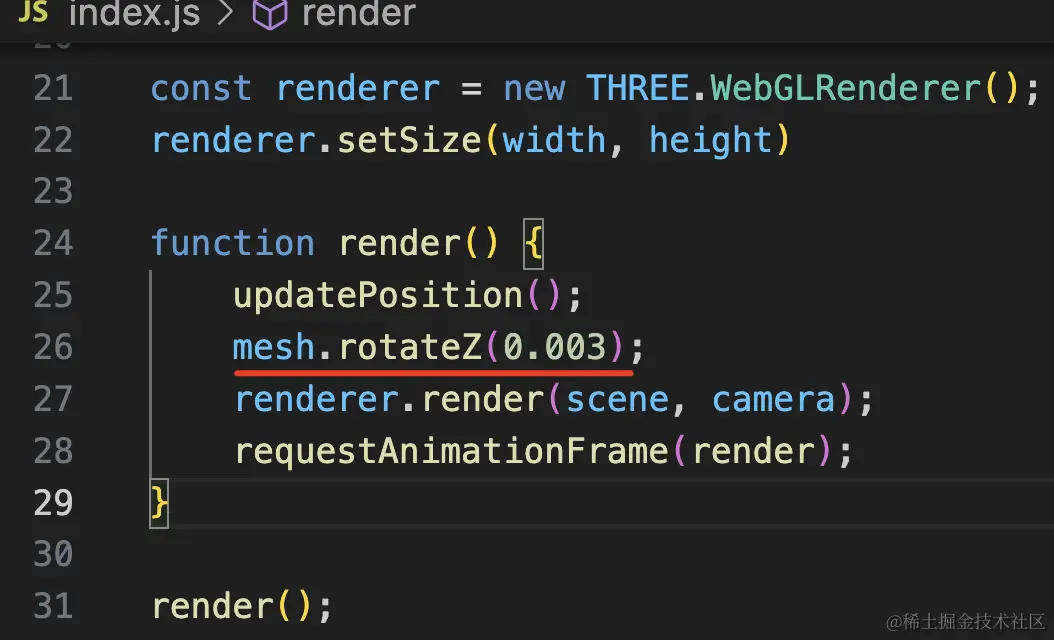 JS index.js > render
20
21 const renderer = new THREE.WebGLRenderer();
22 renderer.setSize(width, height)
23
24 function render() {
25     updatePosition();
26     mesh.rotateZ(0.003);
27     renderer.render(scene, camera);
28     requestAnimationFrame(render);
29 }
30
31 render();
@稀土掘金技术社区